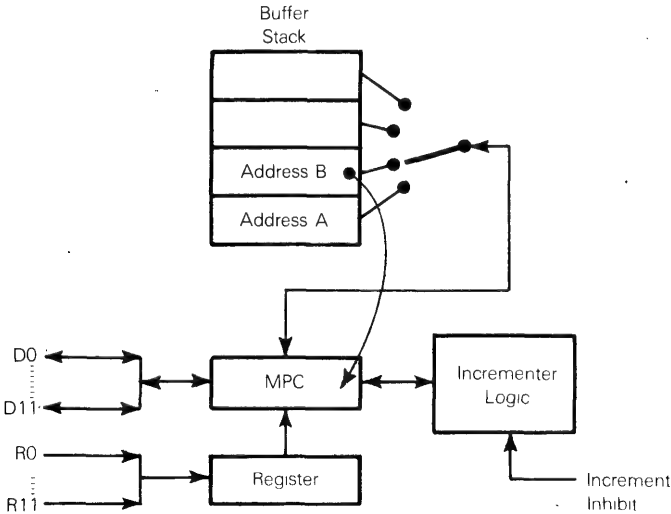 Buffer
Stack
Address B
Address A
D0
D11
MPC
Incrementer
Logic
R0
R11
Register
Increment
Inhibit